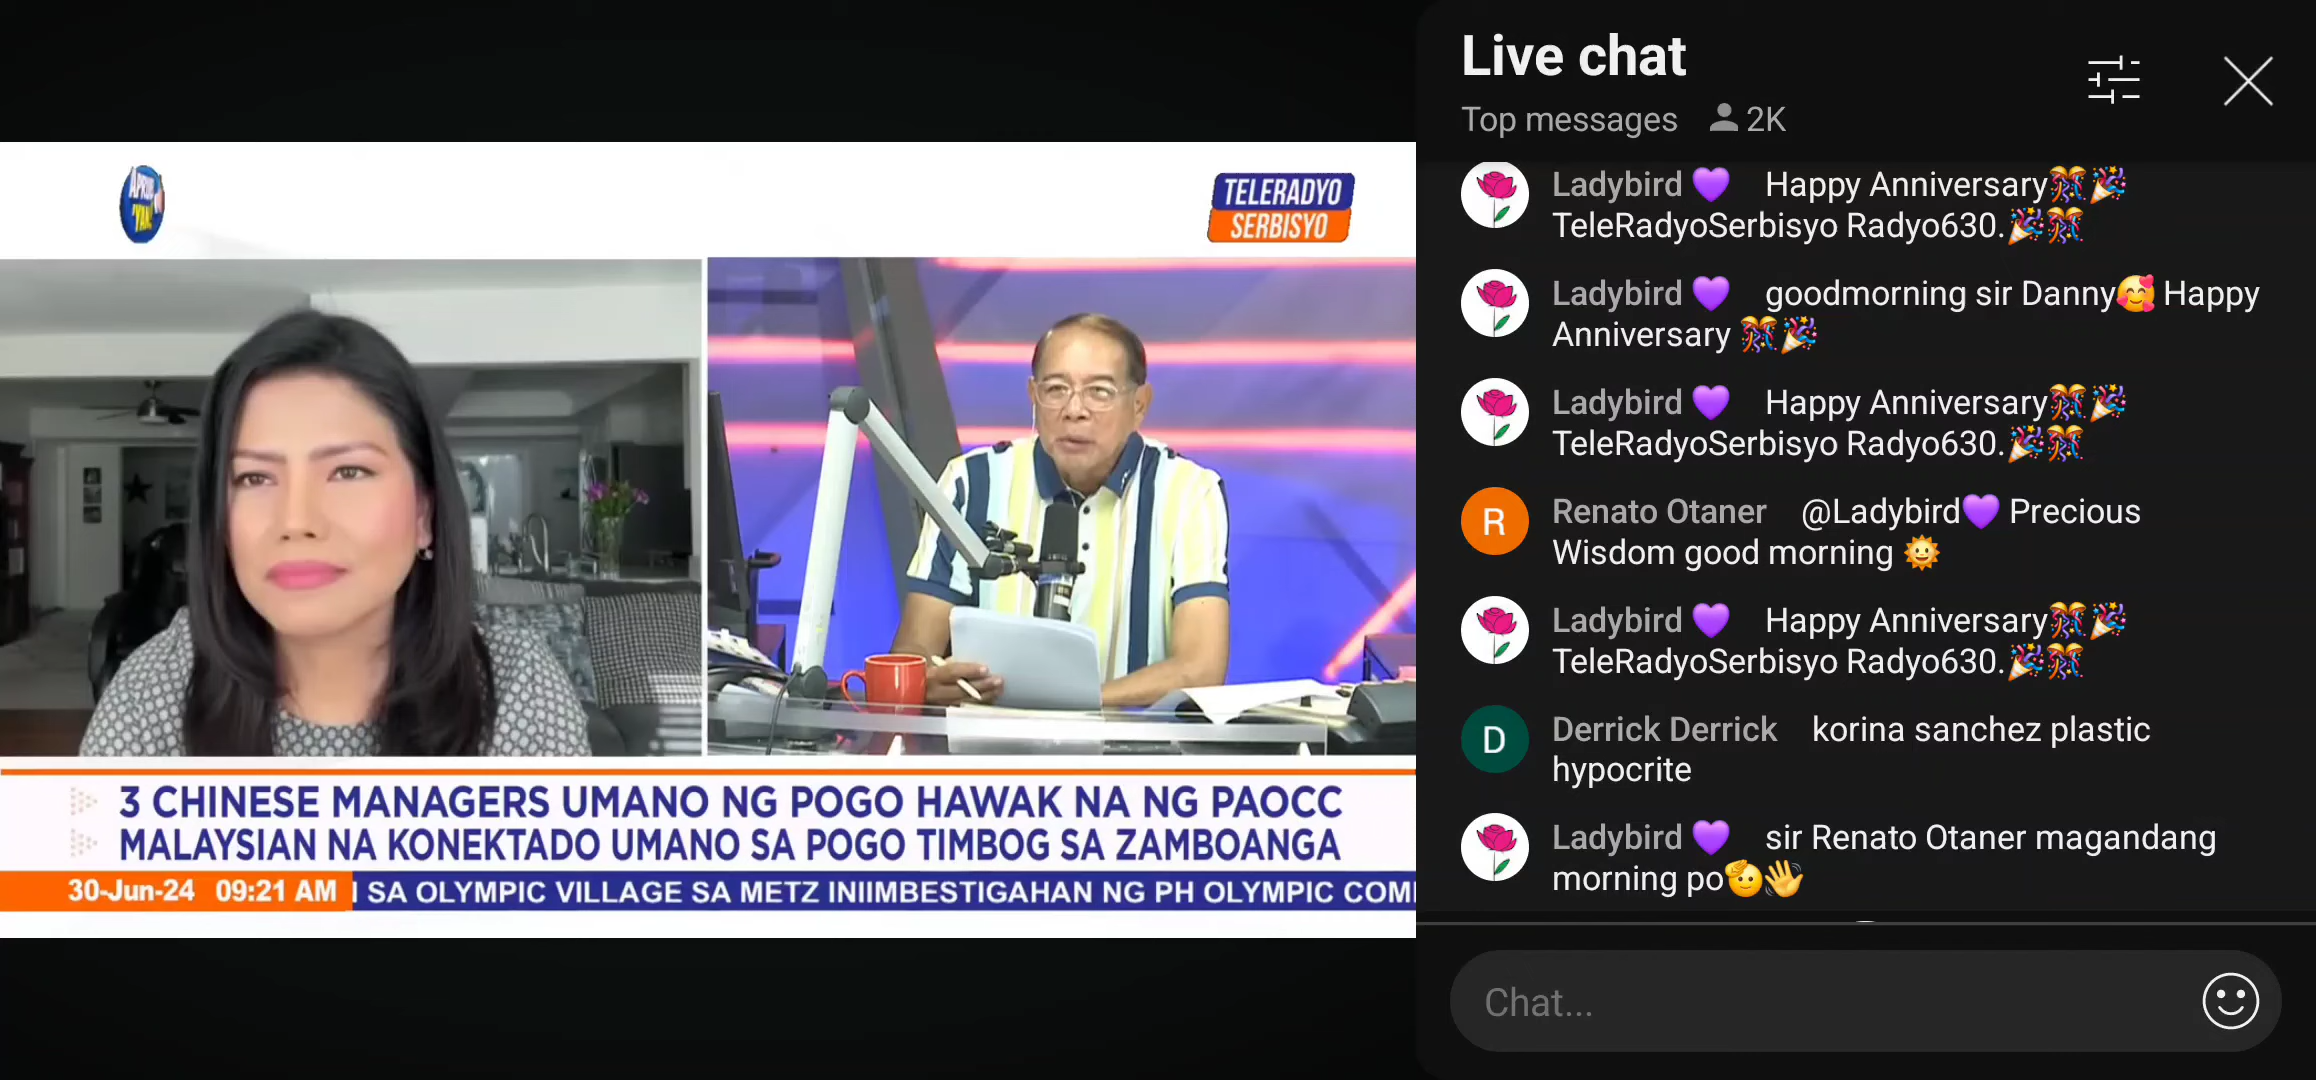 APRUB
YAN!
TELERADYO
SERBISYO
3 CHINESE MANAGERS UMANO NG POGO HAWAK NA NG PAOCC
MALAYSIAN NA KONEKTADO UMANO SA POGO TIMBOG SA ZAMBOANGA
30-Jun-24 09:21 AM SA OLYMPIC VILLAGE SA METZ INIIMBESTIGAHAN NG PH OLYMPIC COM
Live chat
Top messages 2K
Ladybird 💜 Happy Anniversary🎊🎉
TeleRadyoSerbisyo Radyo630.🎉🎊
Ladybird 💜 goodmorning sir Danny🥰 Happy
Anniversary 🎊🎉
Ladybird 💜 Happy Anniversary🎊🎉
TeleRadyoSerbisyo Radyo630.🎉🎊
R Renato Otaner @Ladybird💜 Precious
Wisdom good morning 🌞
Ladybird 💜 Happy Anniversary🎊🎉
TeleRadyoSerbisyo Radyo630.🎉🎊
D Derrick Derrick korina sanchez plastic
hypocrite
Ladybird 💜 sir Renato Otaner magandang
morning po🫡👋
Chat...